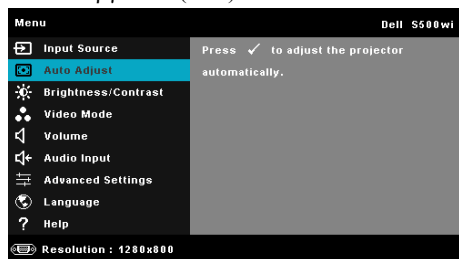 Menu Dell S500wi
Input Source
Press ✓ to adjust the projector
Auto Adjust
automatically.
Brightness/Contrast
Video Mode
Volume
Audio Input
Advanced Settings
Language
? Help
Resolution : 1280x800